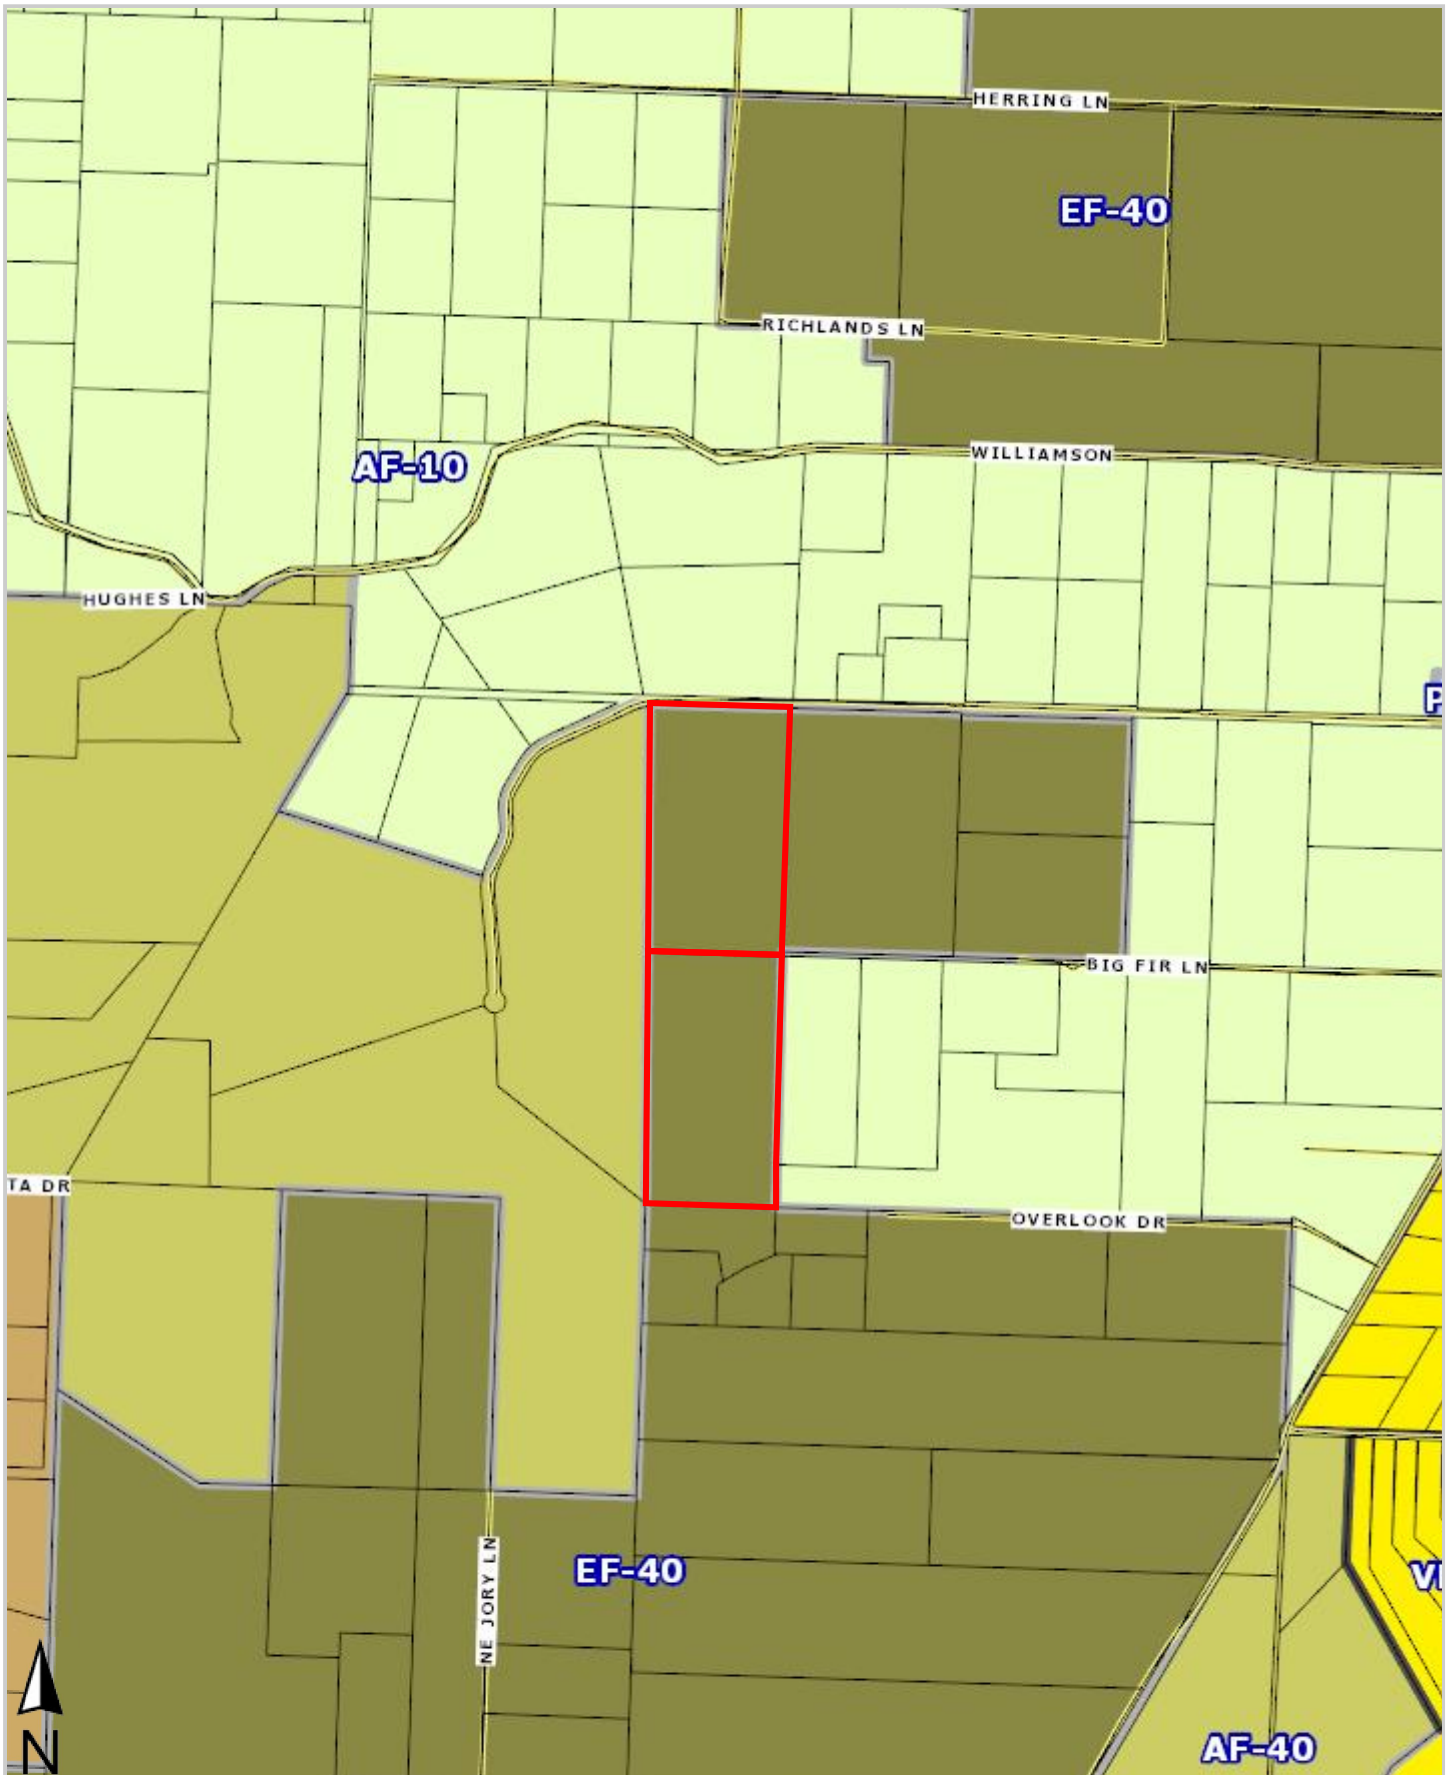 HERRING LN
EF-40
RICHLANDS LN
WILLIAMSON
AF-10
HUGHES LN
P
BIG FIR LN
TA DR
OVERLOOK DR
EF-40
NE JORY LN
N
AF-40